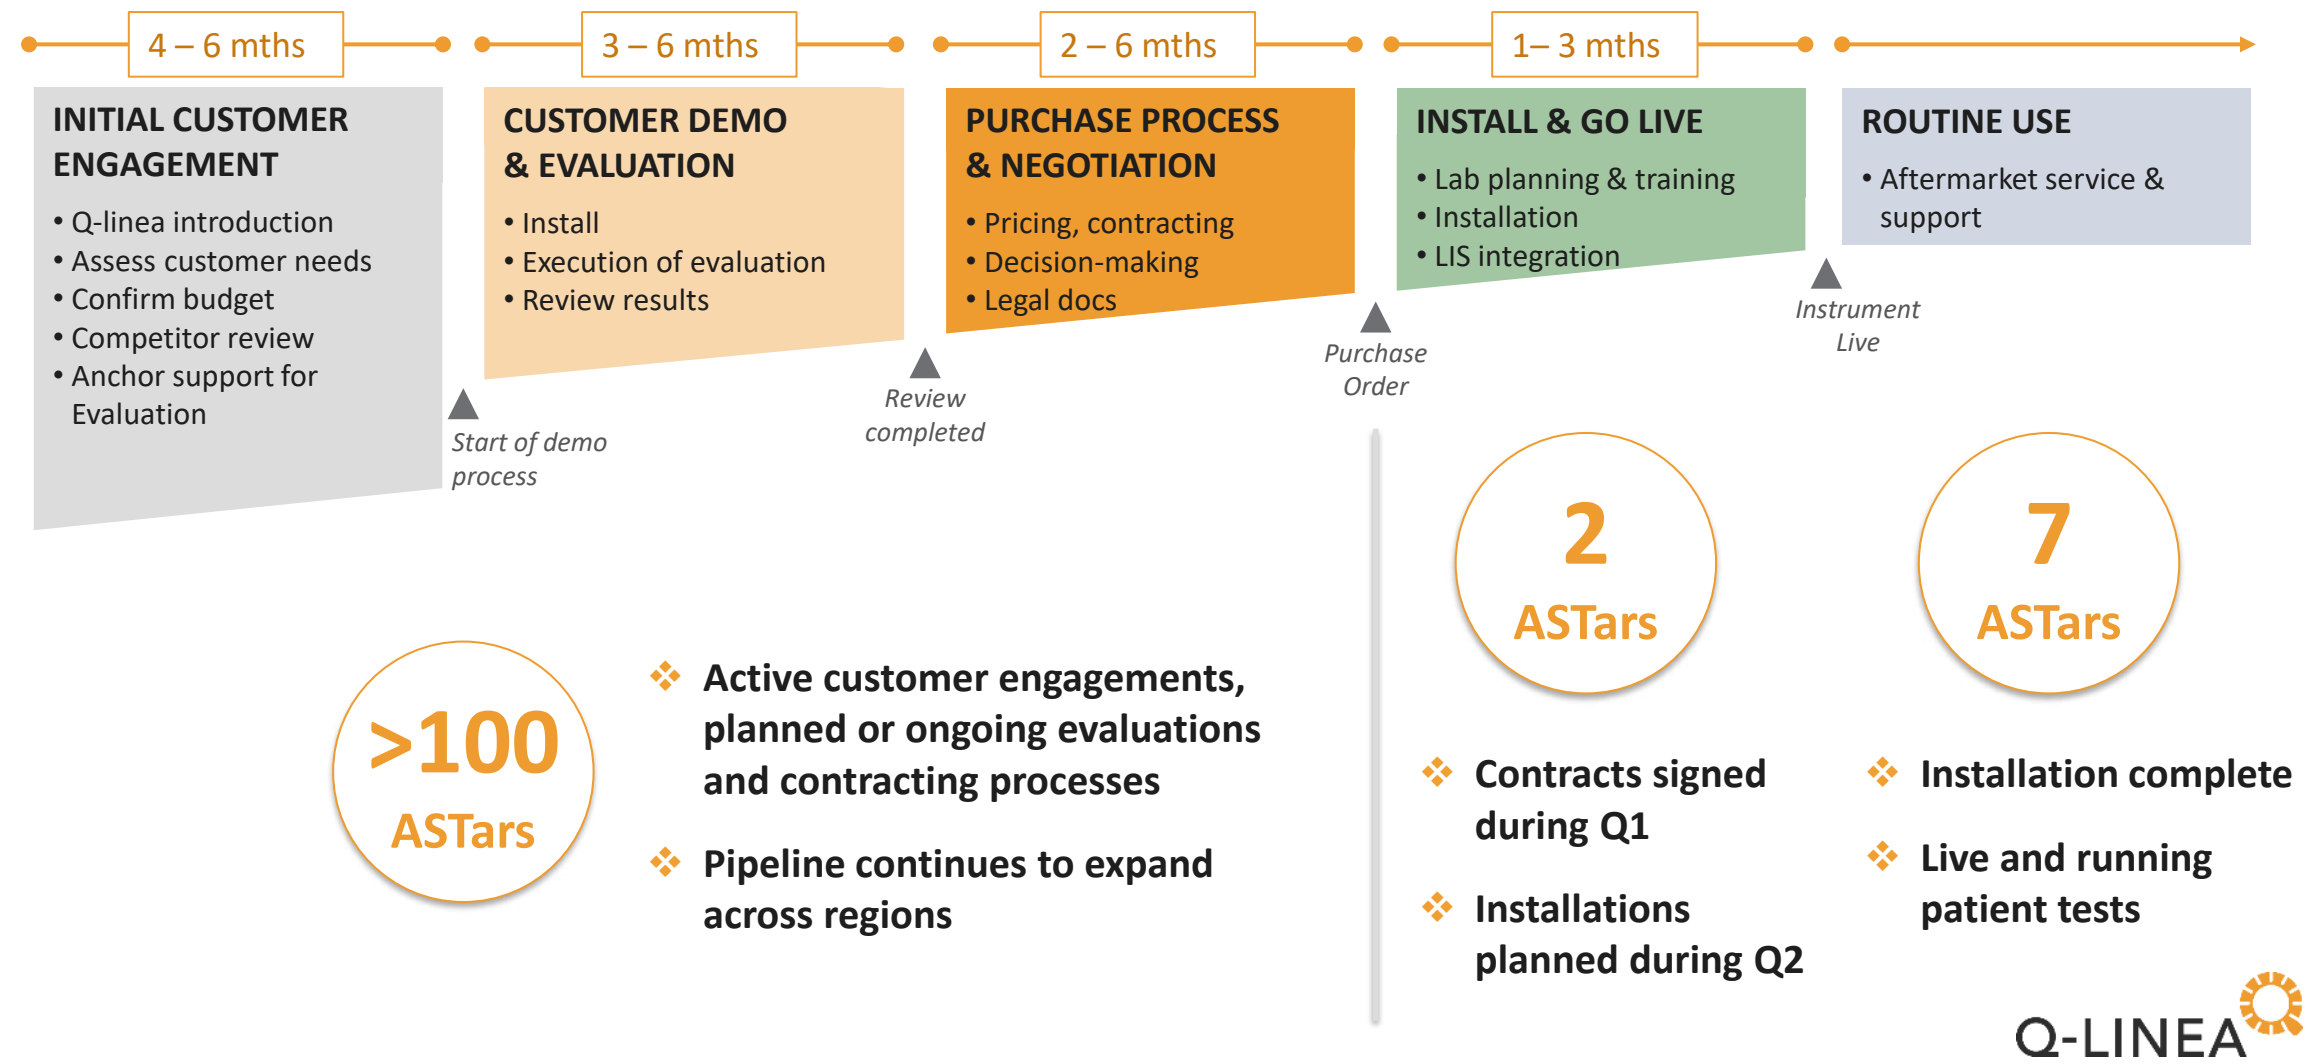 4 – 6 mths
3 – 6 mths
2 – 6 mths
1– 3 mths
INITIAL CUSTOMER
ENGAGEMENT
• Q-linea introduction
• Assess customer needs
• Confirm budget
• Competitor review
• Anchor support for
Evaluation
Start of demo
process
CUSTOMER DEMO
& EVALUATION
• Install
• Execution of evaluation
• Review results
Review
completed
PURCHASE PROCESS
& NEGOTIATION
• Pricing, contracting
• Decision-making
• Legal docs
Purchase
Order
INSTALL & GO LIVE
• Lab planning & training
• Installation
• LIS integration
Instrument
Live
ROUTINE USE
• Aftermarket service &
support
>100
ASTars
❖ Active customer engagements,
planned or ongoing evaluations
and contracting processes
❖ Pipeline continues to expand
across regions
2
ASTars
❖ Contracts signed
during Q1
❖ Installations
planned during Q2
7
ASTars
❖ Installation complete
❖ Live and running
patient tests
Q-LINEA